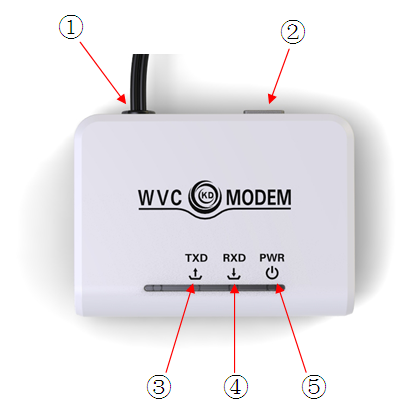 ① ②
WVC KD MODEM
TXD RXD PWR
③ ④ ⑤